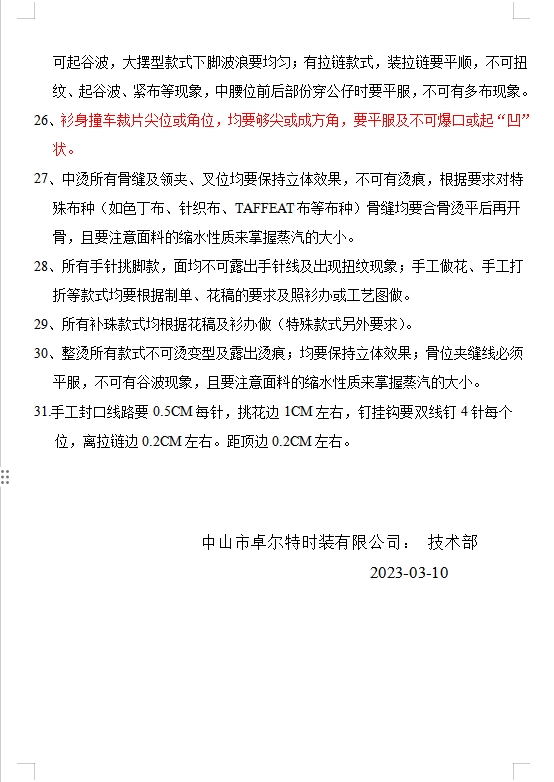 可起谷波，大摆型款式下脚波浪要均匀；有拉链款式，装拉链要平顺，不可扭
纹、起谷波、紧布等现象，中腰位前后部份穿公仔时要平服，不可有多布现象。
26、衫身撞车裁片尖位或角位，均要够尖或成方角，要平服及不可爆口或起“凹”
状。
27、中烫所有骨缝及领夹、叉位均要保持立体效果，不可有烫痕，根据要求对特
殊布种（如色丁布、针织布、TAFFEAT 布等布种）骨缝均要合骨烫平后再开
骨，且要注意面料的缩水性质来掌握蒸汽的大小。
28、所有手针挑脚款，面均不可露出手针线及出现扭纹现象；手工做花、手工打
折等款式均要根据制单、花稿的要求及照衫办或工艺图做。
29、所有补珠款式均根据花稿及衫办做（特殊款式另外要求）。
30、整烫所有款式不可烫变型及露出烫痕；均要保持立体效果；骨位夹缝线必须
平服，不可有谷波现象，且要注意面料的缩水性质来掌握蒸汽的大小。
31.手工封口线路要 0.5CM 每针，挑花边 1CM 左右，钉挂钩要双线钉 4 针每个
位，离拉链边 0.2CM 左右。距顶边 0.2CM 左右。
中山市卓尔特时装有限公司： 技术部
2023-03-10